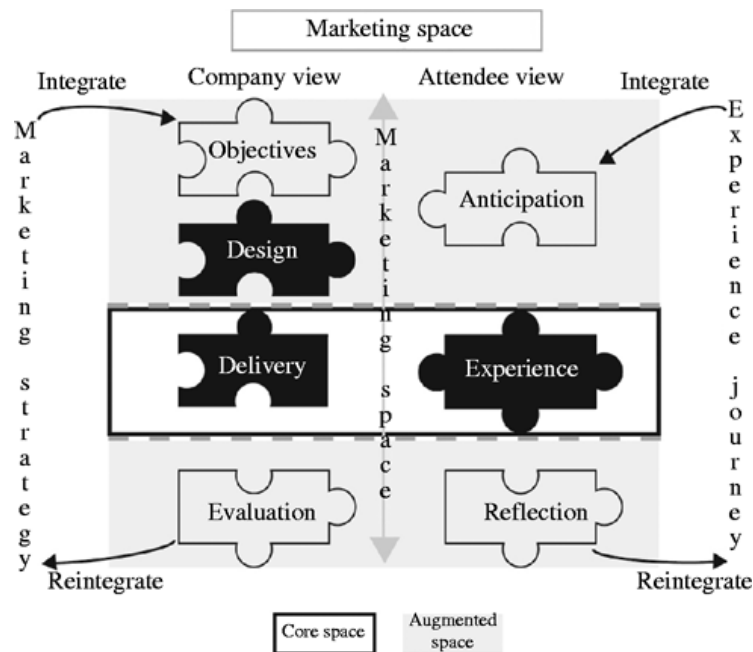 Marketing space
Company view
Attendee view
Integrate
Integrate
Marketing strategy
Objectives
Design
Delivery
Evaluation
Marketing space
Anticipation
Experience
Reflection
Experience journey
Reintegrate
Reintegrate
Core space
Augmented
space